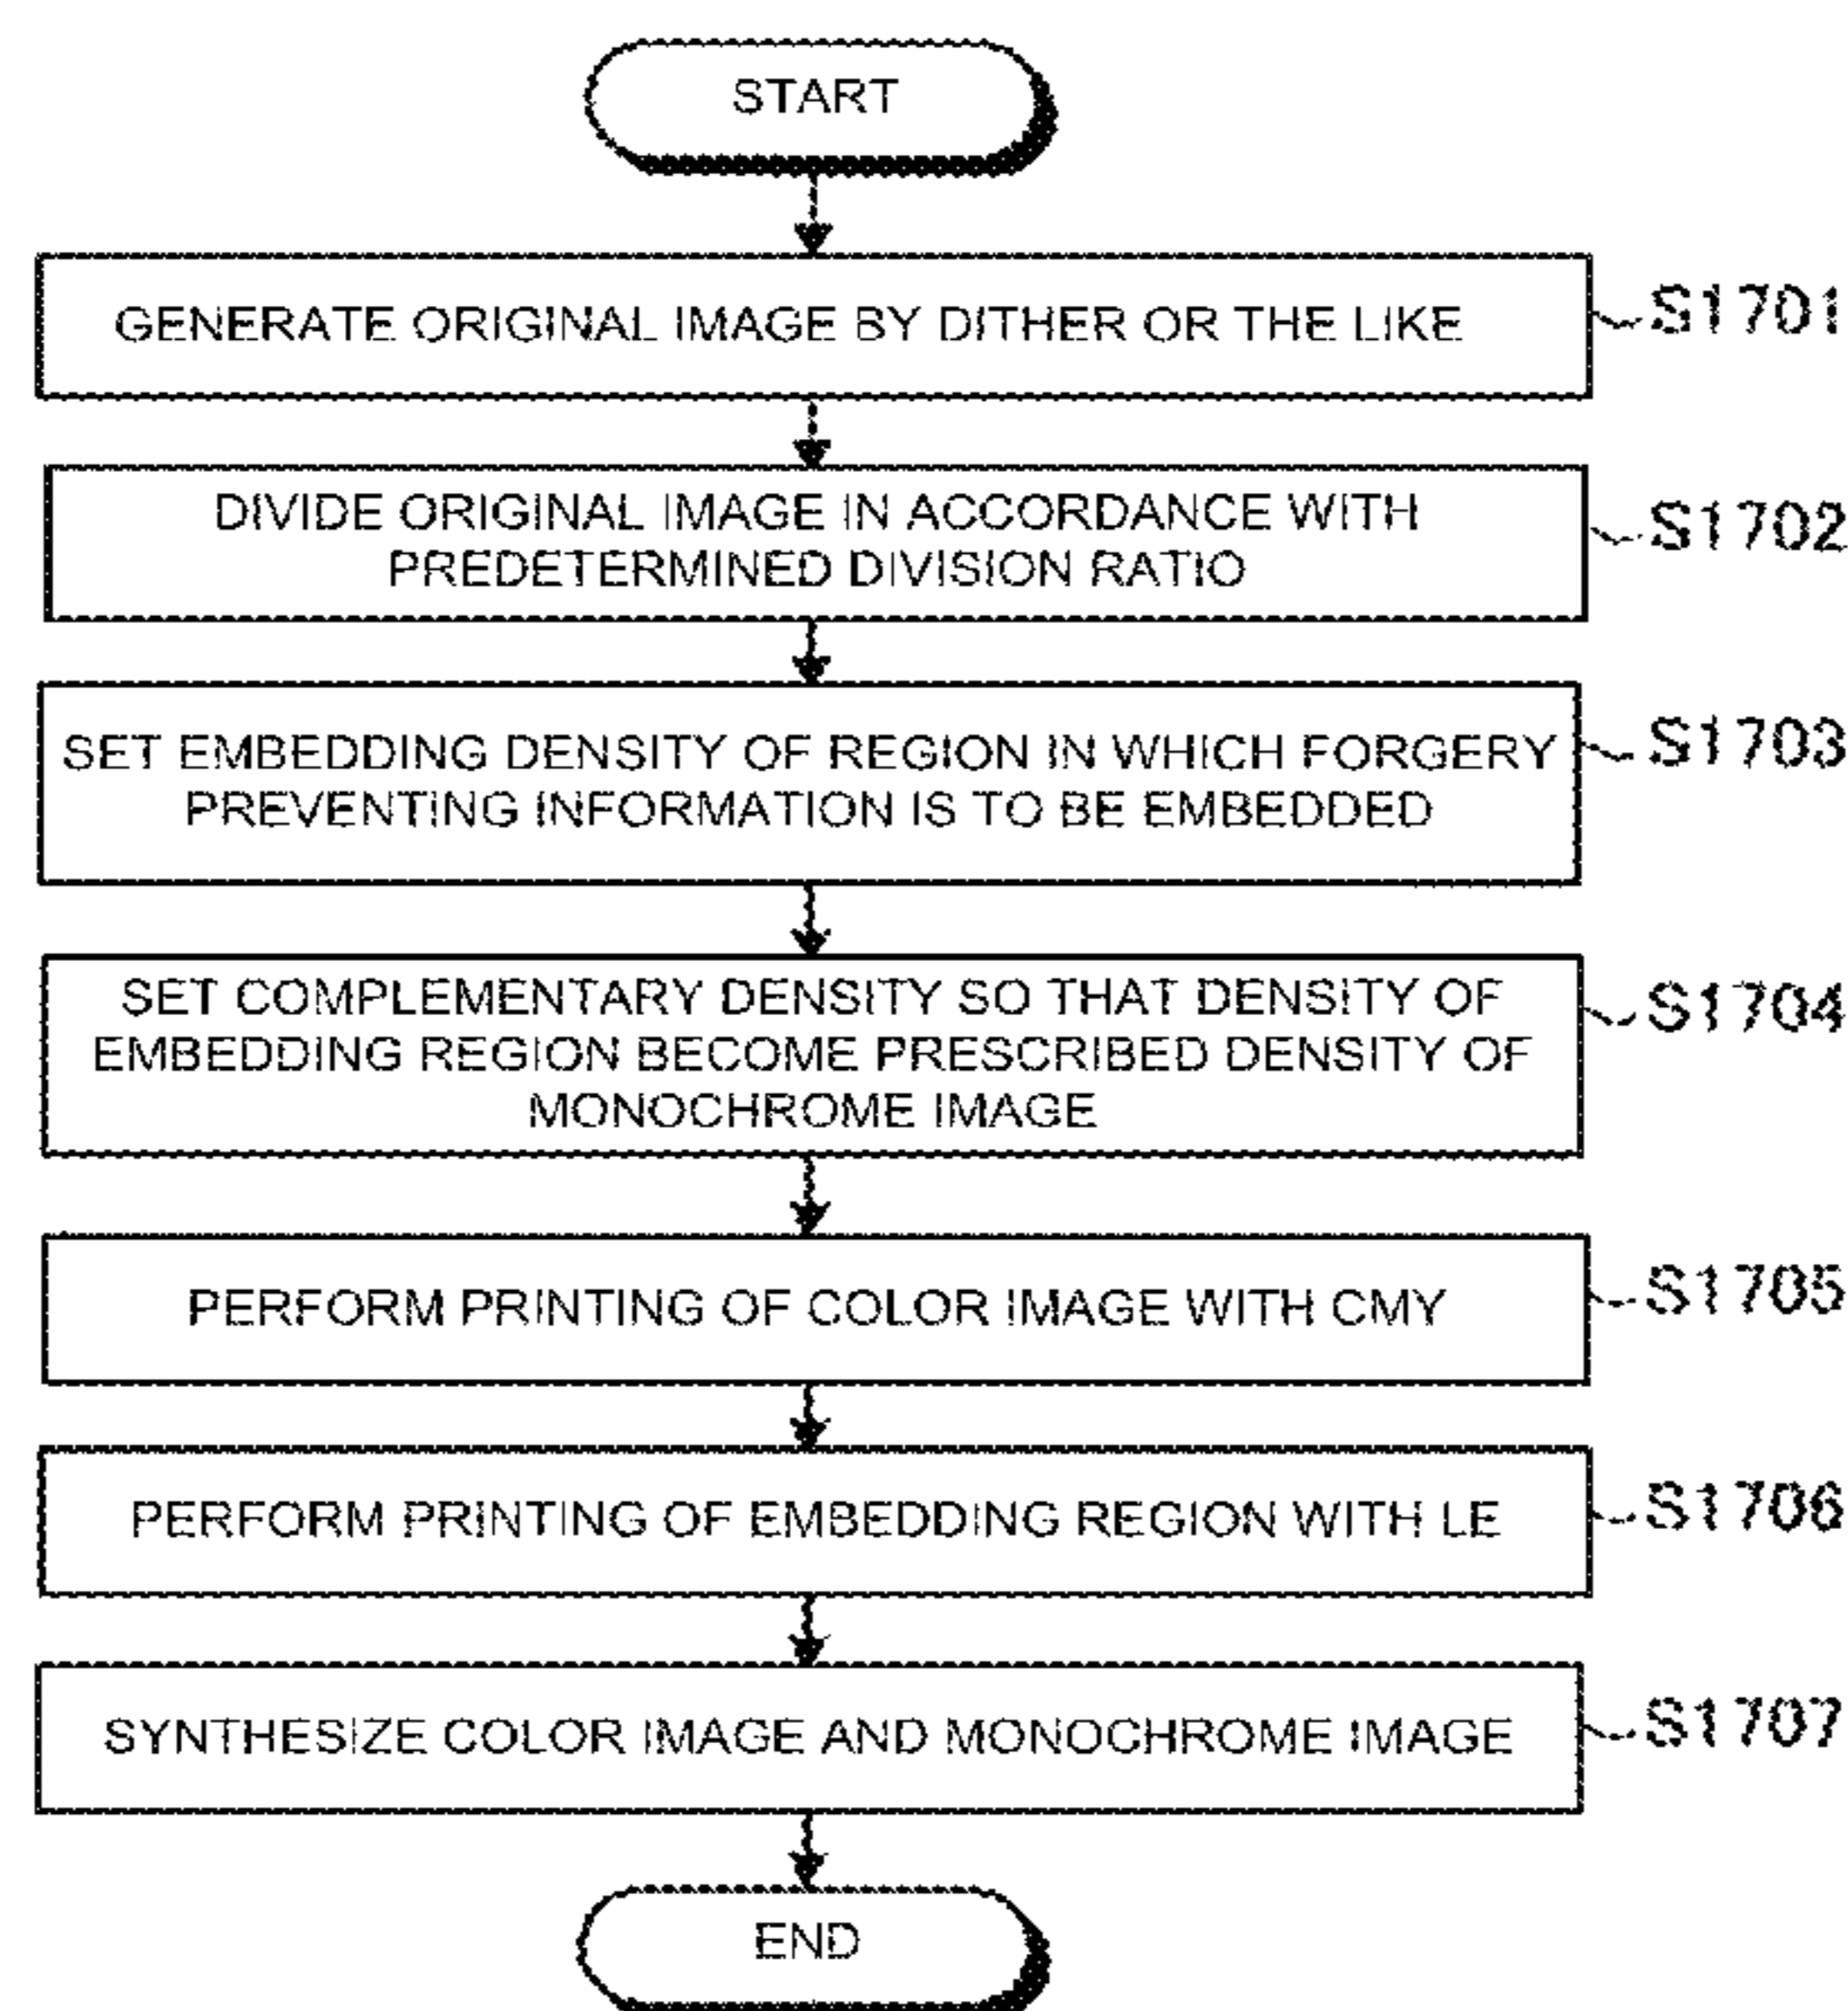 START
GENERATE ORIGINAL IMAGE BY DITHER OR THE LIKE
S1701
DIVIDE ORIGINAL IMAGE IN ACCORDANCE WITH
PREDETERMINED DIVISION RATIO
S1702
SET EMBEDDING DENSITY OF REGION IN WHICH FORGERY
PREVENTING INFORMATION IS TO BE EMBEDDED
S1703
SET COMPLEMENTARY DENSITY SO THAT DENSITY OF
EMBEDDING REGION BECOME PRESCRIBED DENSITY OF
MONOCHROME IMAGE
S1704
PERFORM PRINTING OF COLOR IMAGE WITH CMY
S1705
PERFORM PRINTING OF EMBEDDING REGION WITH LE
S1706
SYNTHESIZE COLOR IMAGE AND MONOCHROME IMAGE
S1707
END